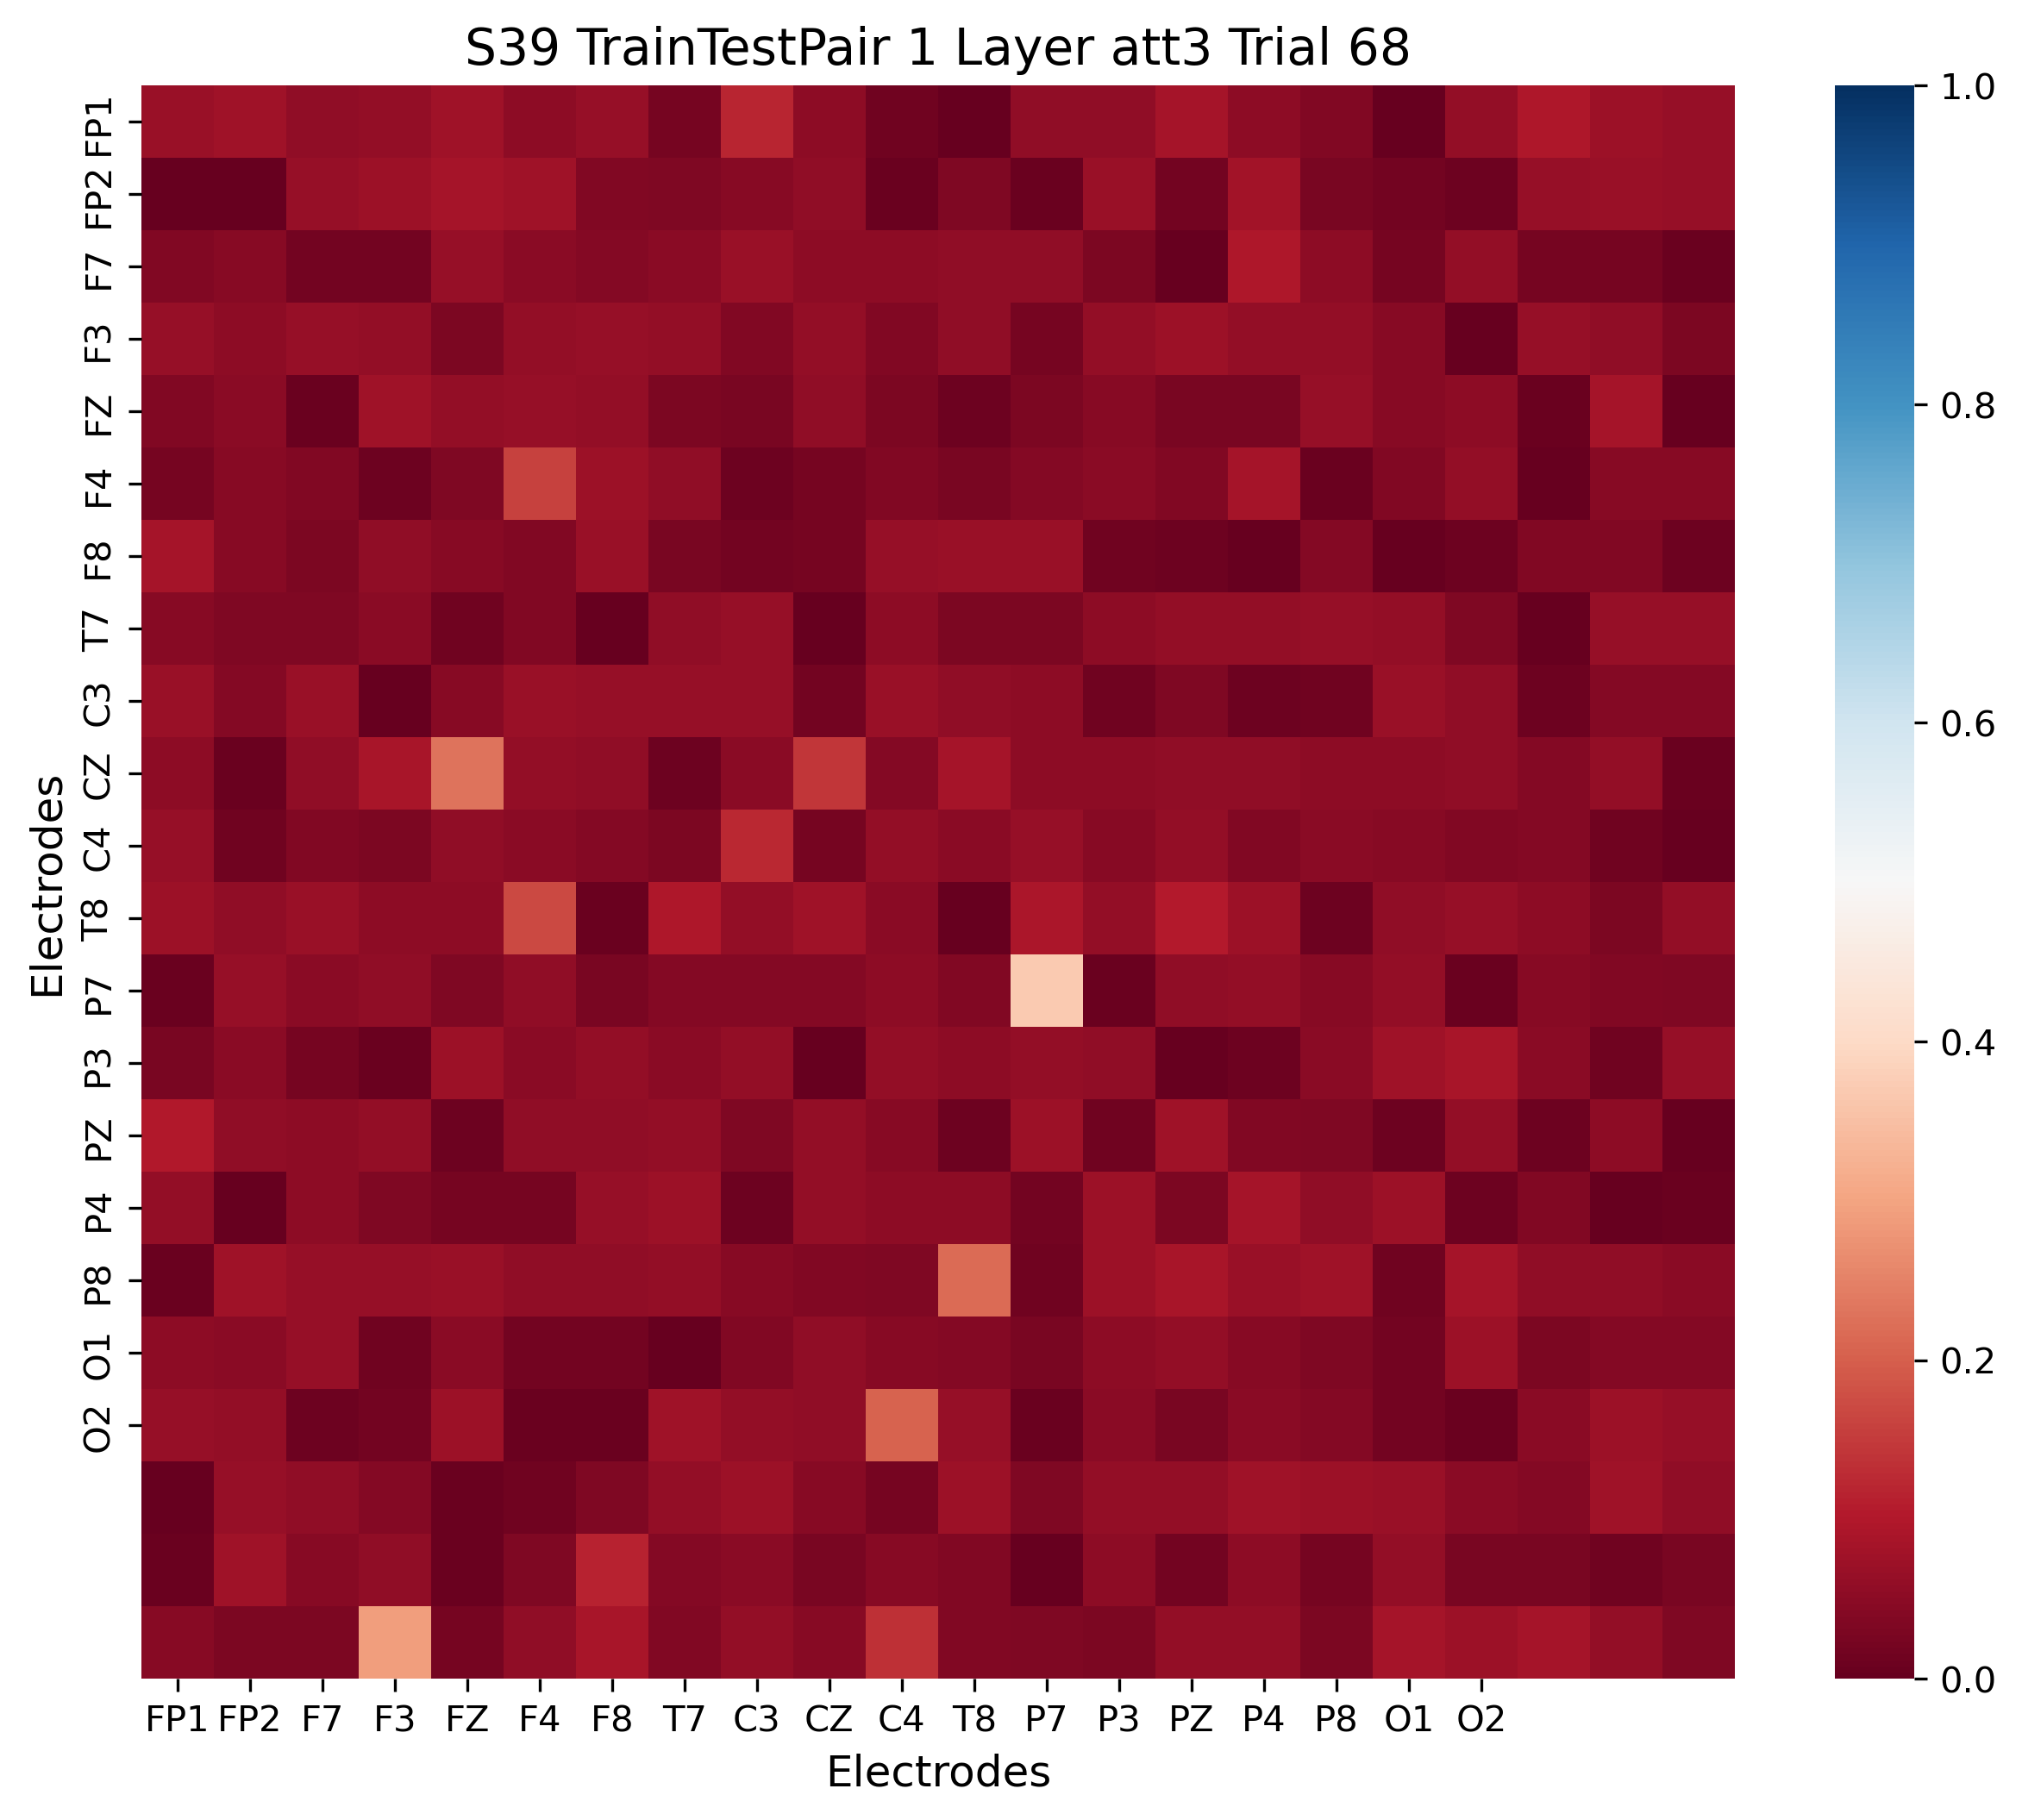 S39 TrainTestPair 1 Layer att3 Trial 68
Electrodes
FP1
FP2
F7
F3
FZ
F4
F8
T7
C3
CZ
C4
T8
P7
P3
PZ
P4
P8
O1
O2
FP1 FP2 F7 F3 FZ F4 F8 T7 C3 CZ C4 T8 P7 P3 PZ P4 P8 O1 O2
Electrodes
1.0
0.8
0.6
0.4
0.2
0.0